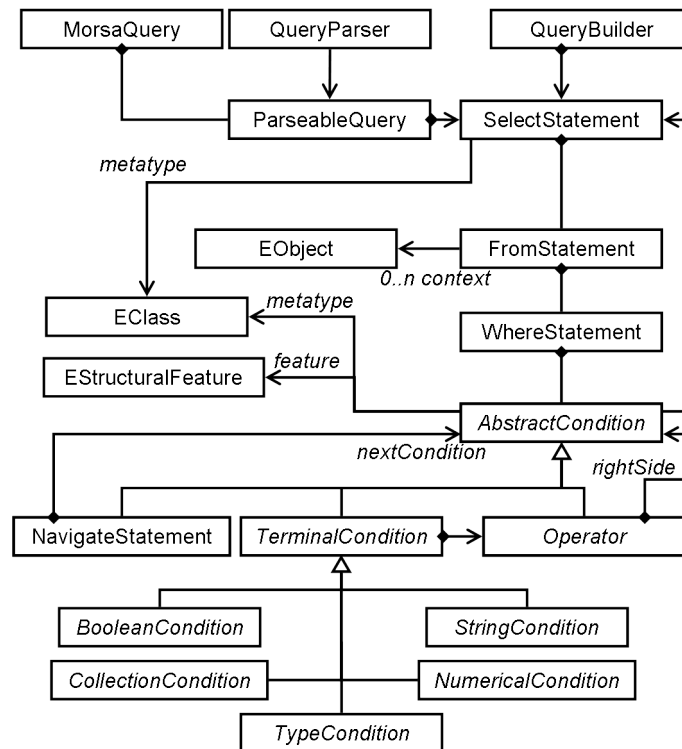 MorsaQuery
QueryParser
QueryBuilder
ParseableQuery
SelectStatement
metatype
EObject
FromStatement
0..n context
EClass
metatype
WhereStatement
EStructuralFeature
feature
AbstractCondition
nextCondition
rightSide
NavigateStatement
TerminalCondition
Operator
BooleanCondition
StringCondition
CollectionCondition
NumericalCondition
TypeCondition